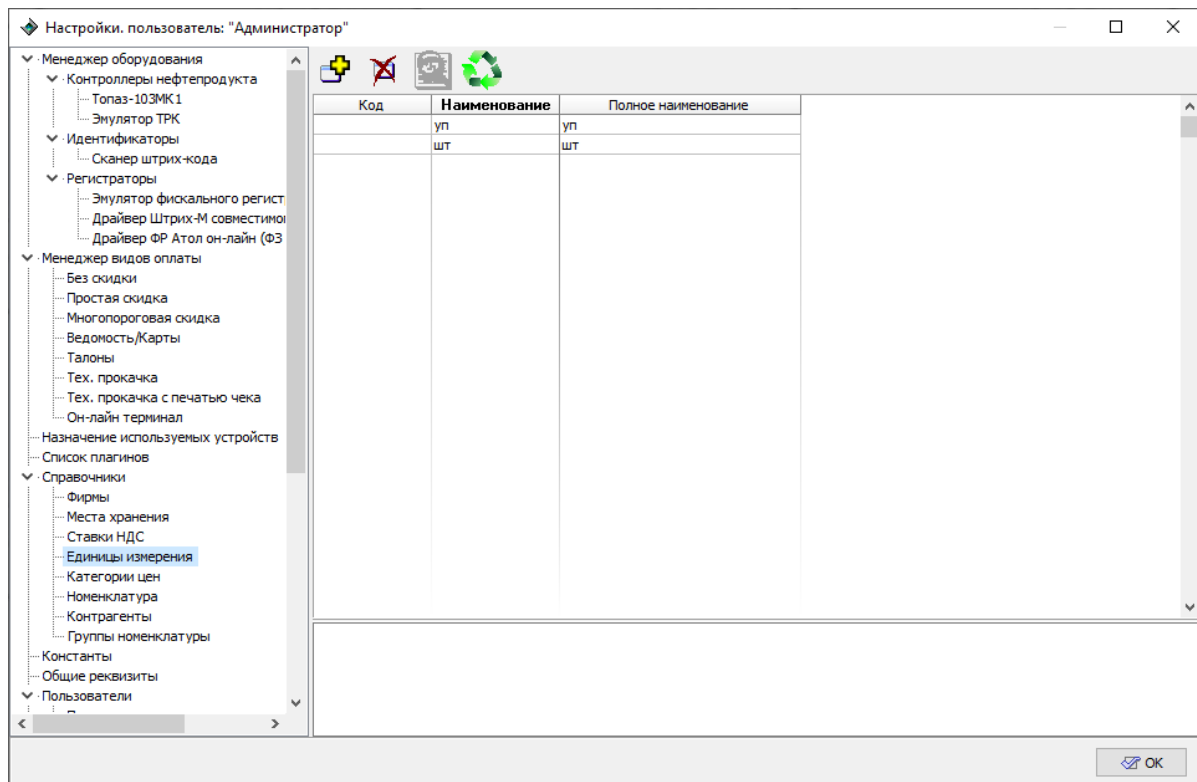 Настройки. пользователь: "Администратор"
Менеджер оборудования
Контроллеры нефтепродукта
Топаз-103МК1
Эмулятор ТРК
Идентификаторы
Сканер штрих-кода
Регистраторы
Эмулятор фискального регист
Драйвер Штрих-М совместимо
Драйвер ФР Атол он-лайн (ФЗ
Менеджер видов оплаты
Без скидки
Простая скидка
Многопороговая скидка
Ведомость/Карты
Талоны
Тех. прокачка
Тех. прокачка с печатью чека
Он-лайн терминал
Назначение используемых устройств
Список плагинов
Справочники
Фирмы
Места хранения
Ставки НДС
Единицы измерения
Категории цен
Номенклатура
Контрагенты
Группы номенклатуры
Константы
Общие реквизиты
Пользователи
Код Наименование Полное наименование
уп уп
шт шт
OK